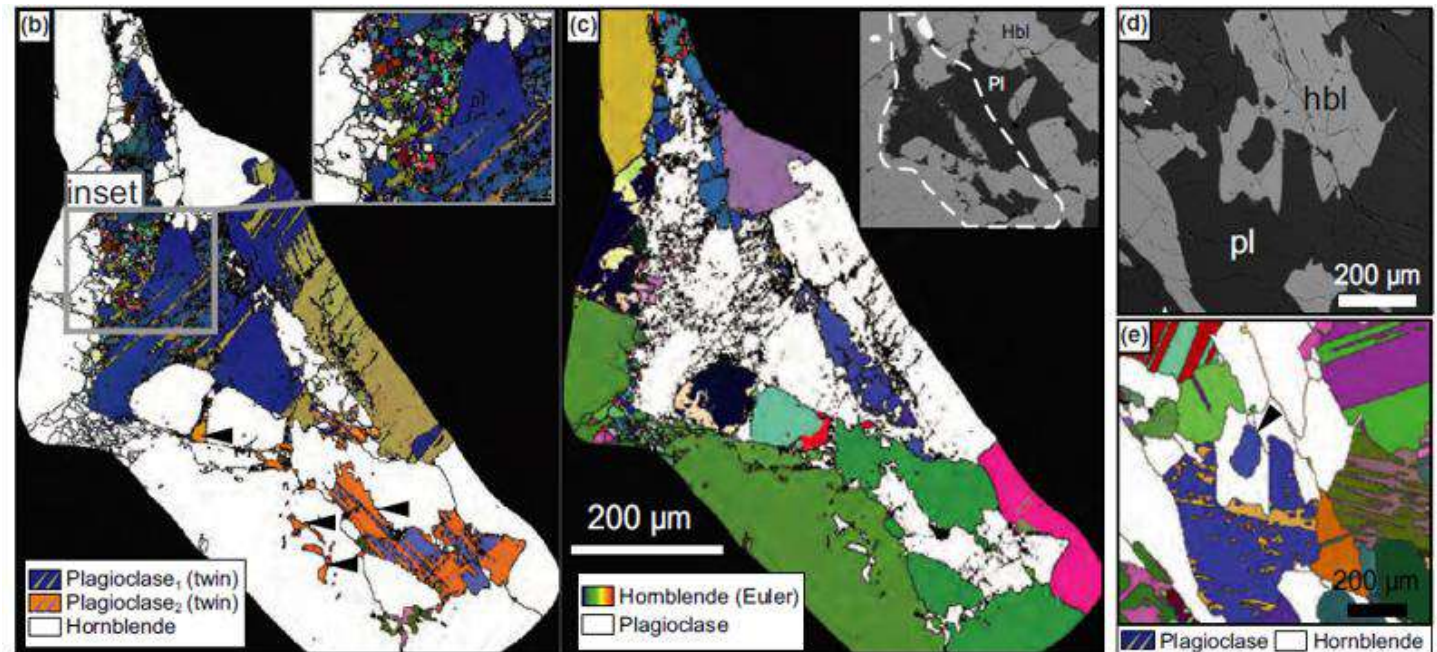 (b)
pl
inset
Plagioclase₁ (twin)
Plagioclase₂ (twin)
Hornblende
(c)
Hbl
Pl
200 µm
Hornblende (Euler)
Plagioclase
(d)
hbl
pl
200 µm
(e)
200 µm
Plagioclase Hornblende